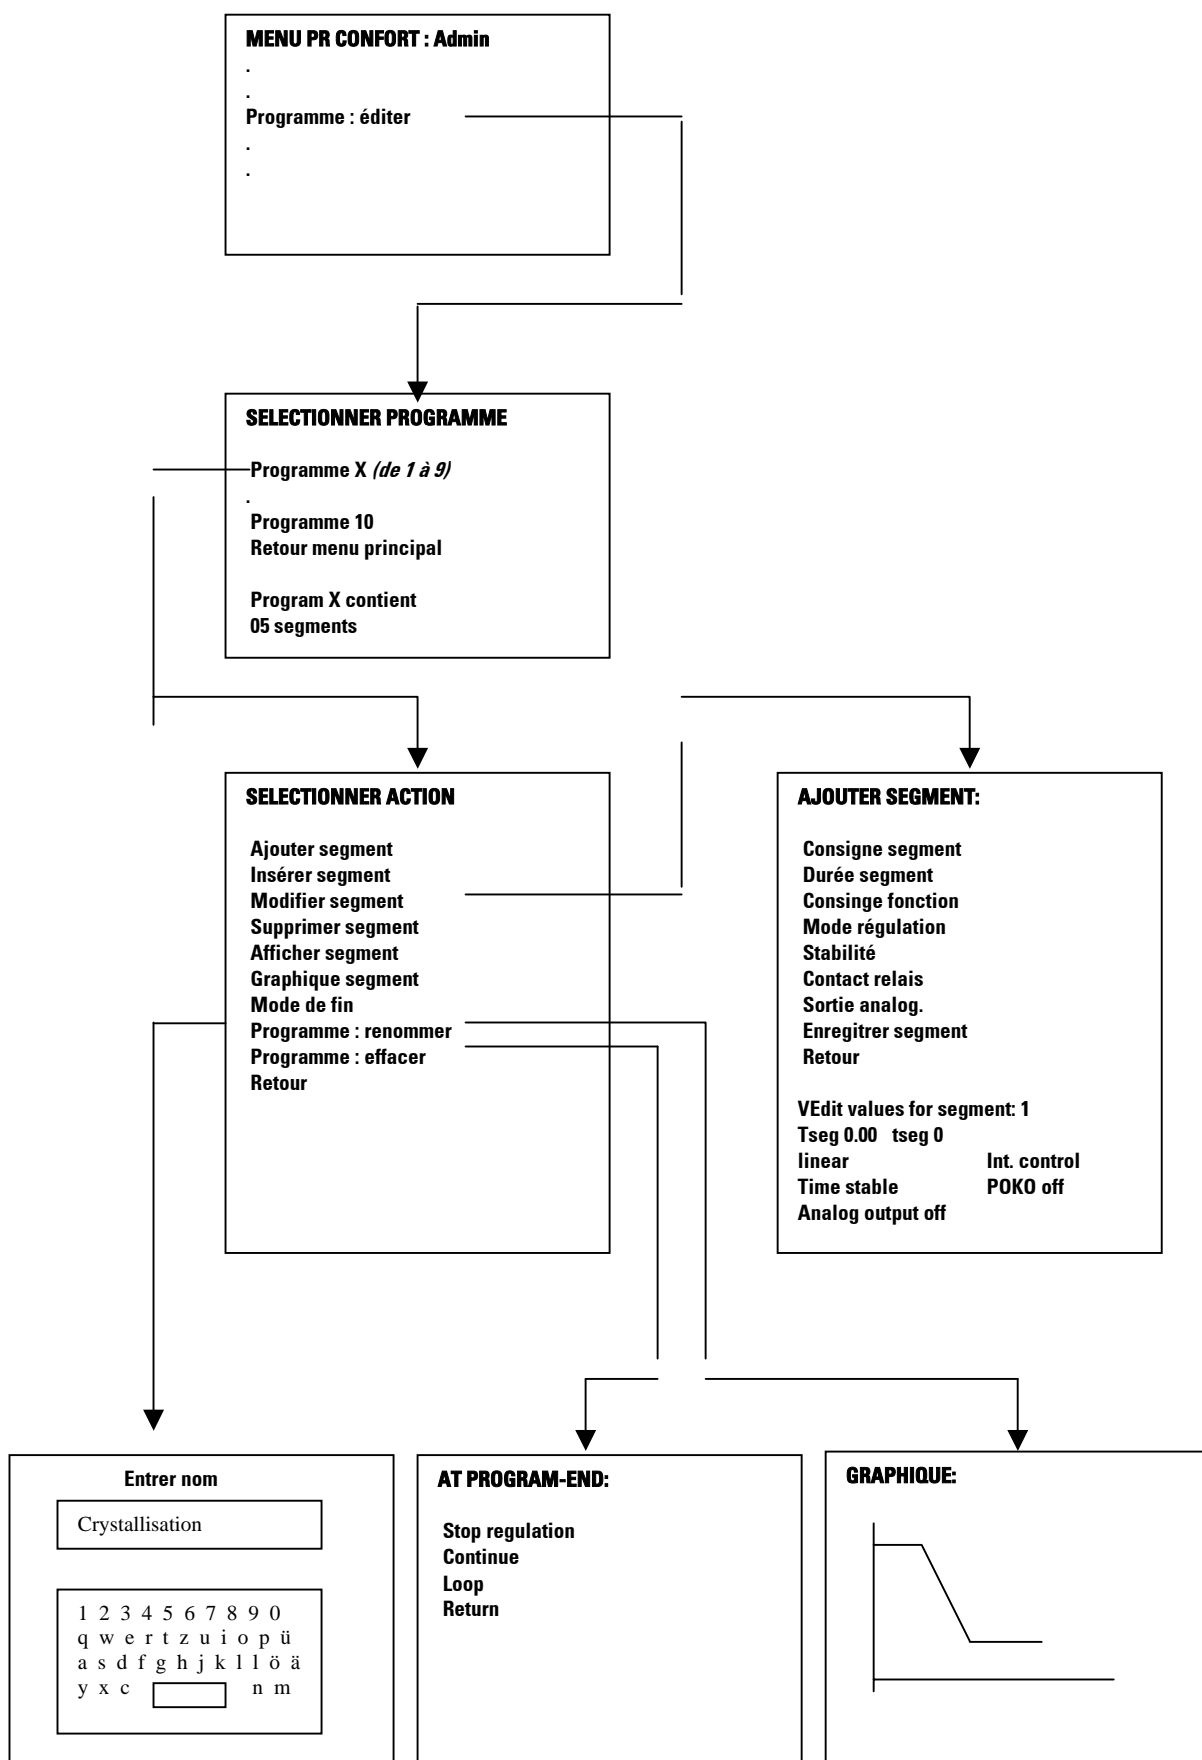 MENU PR CONFORT : Admin
.
.
Programme : éditer
.
.
SELECTIONNER PROGRAMME
Programme X (de 1 à 9)
.
Programme 10
Retour menu principal
Program X contient
05 segments
SELECTIONNER ACTION
Ajouter segment
Insérer segment
Modifier segment
Supprimer segment
Afficher segment
Graphique segment
Mode de fin
Programme : renommer
Programme : effacer
Retour
AJOUTER SEGMENT:
Consigne segment
Durée segment
Consinge fonction
Mode régulation
Stabilité
Contact relais
Sortie analog.
Enregitrer segment
Retour
VEdit values for segment: 1
Tseg 0.00 tseg 0
linear Int. control
Time stable POKO off
Analog output off
Entrer nom
Crystallisation
1 2 3 4 5 6 7 8 9 0
q w e r t z u i o p ü
a s d f g h j k l l ö ä
y x c n m
AT PROGRAM-END:
Stop regulation
Continue
Loop
Return
GRAPHIQUE: